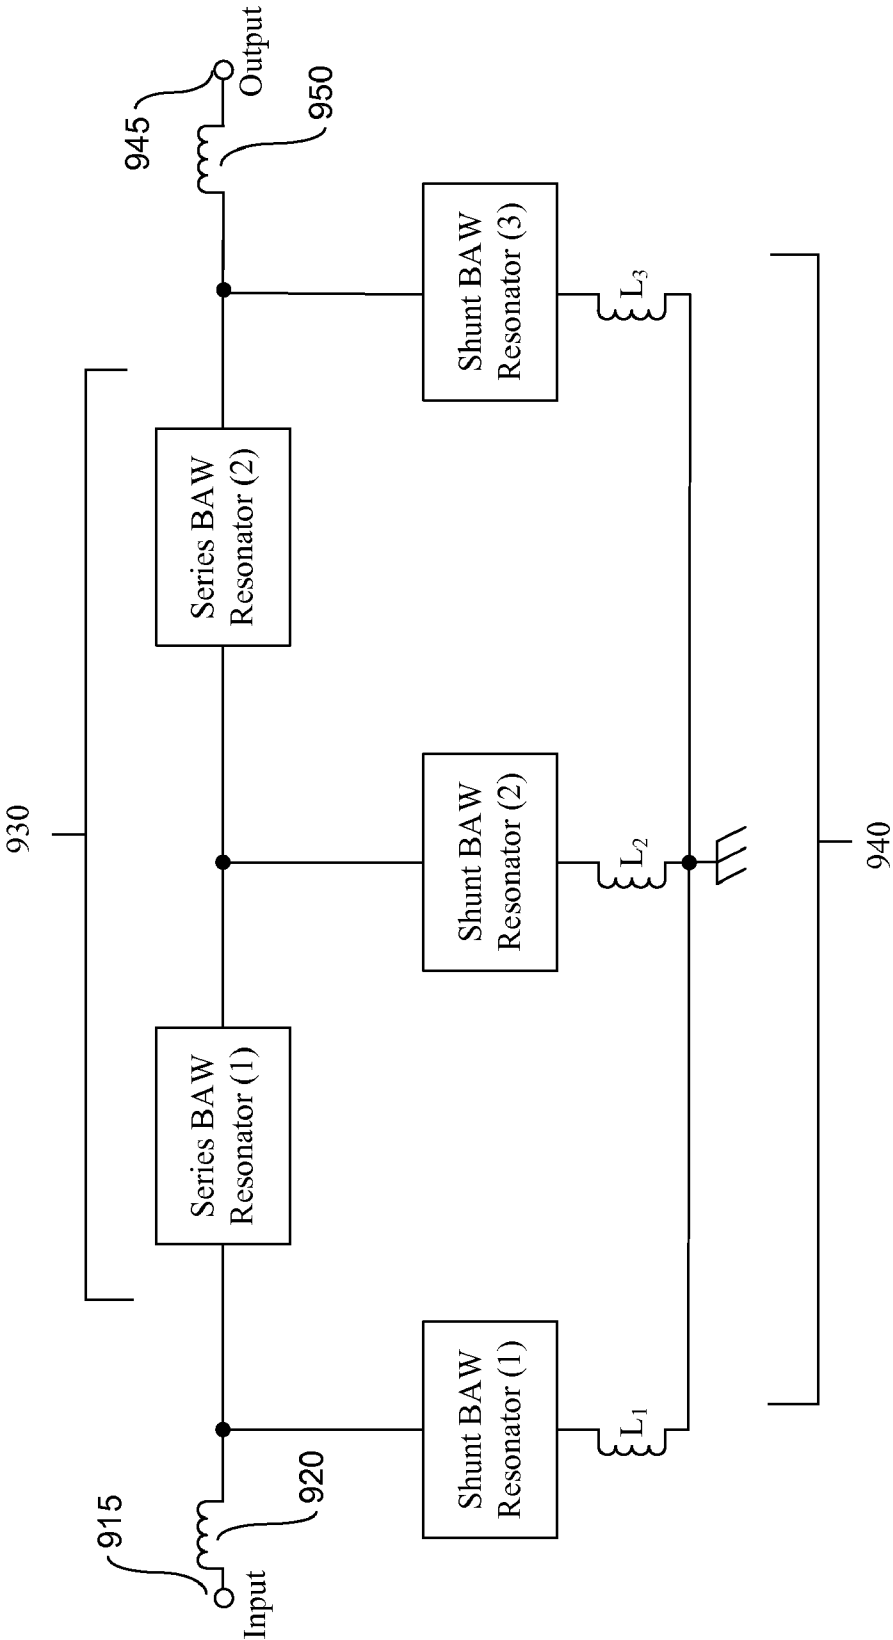 930
915
920
Input
Series BAW
Resonator (1)
Series BAW
Resonator (2)
945
950
Output
Shunt BAW
Resonator (1)
L1
Shunt BAW
Resonator (2)
L2
Shunt BAW
Resonator (3)
L3
940